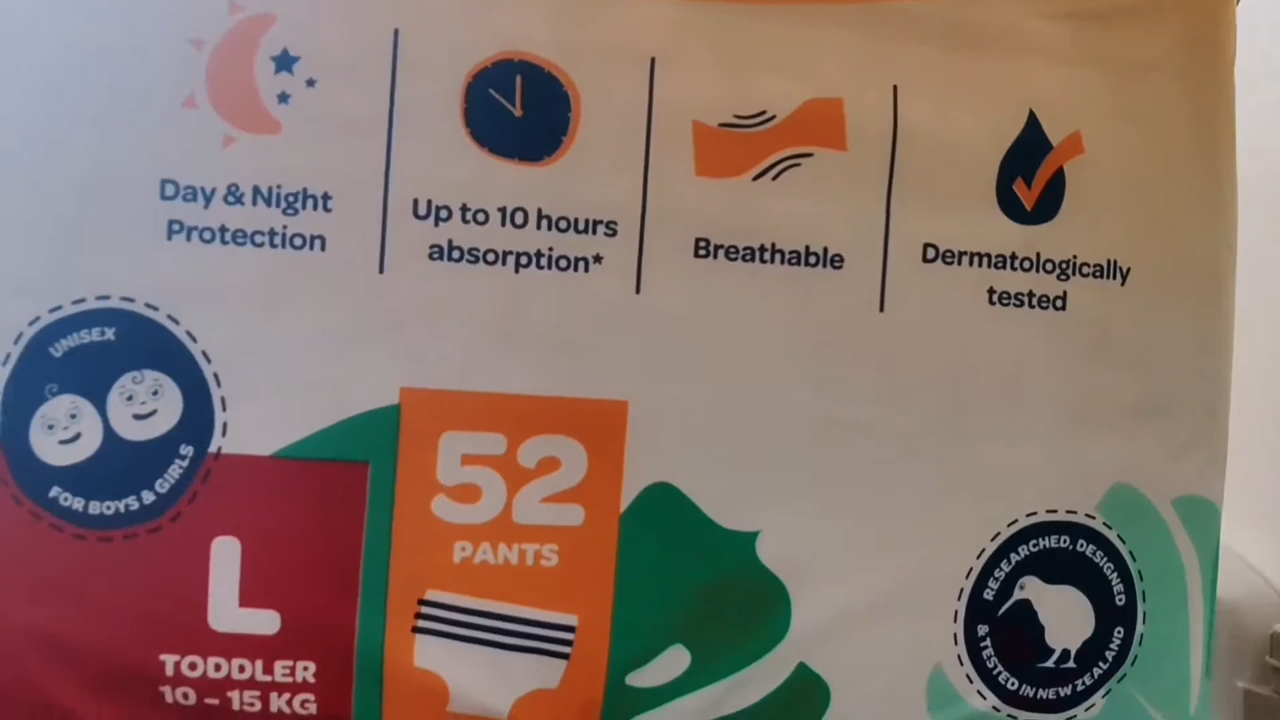 Day & Night
Protection
Up to 10 hours
absorption*
Breathable
Dermatologically
tested
UNISEX
FOR BOYS & GIRLS
L
TODDLER
10 - 15 KG
52
PANTS
RESEARCHED, DESIGNED
& TESTED IN NEW ZEALAND